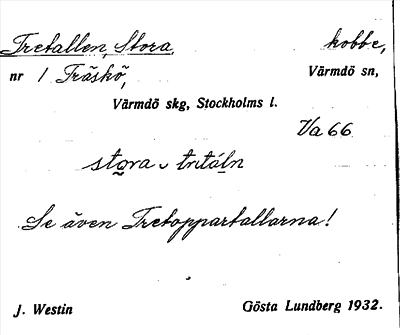 Tretallen, Stora, kobbe,
nr 1 Träskö, Värmdö sn,
Värmdö skg, Stockholms l.
Va 66
stora tritáln
Se även Tretoppartallarna!
J. Westin Gösta Lundberg 1932.